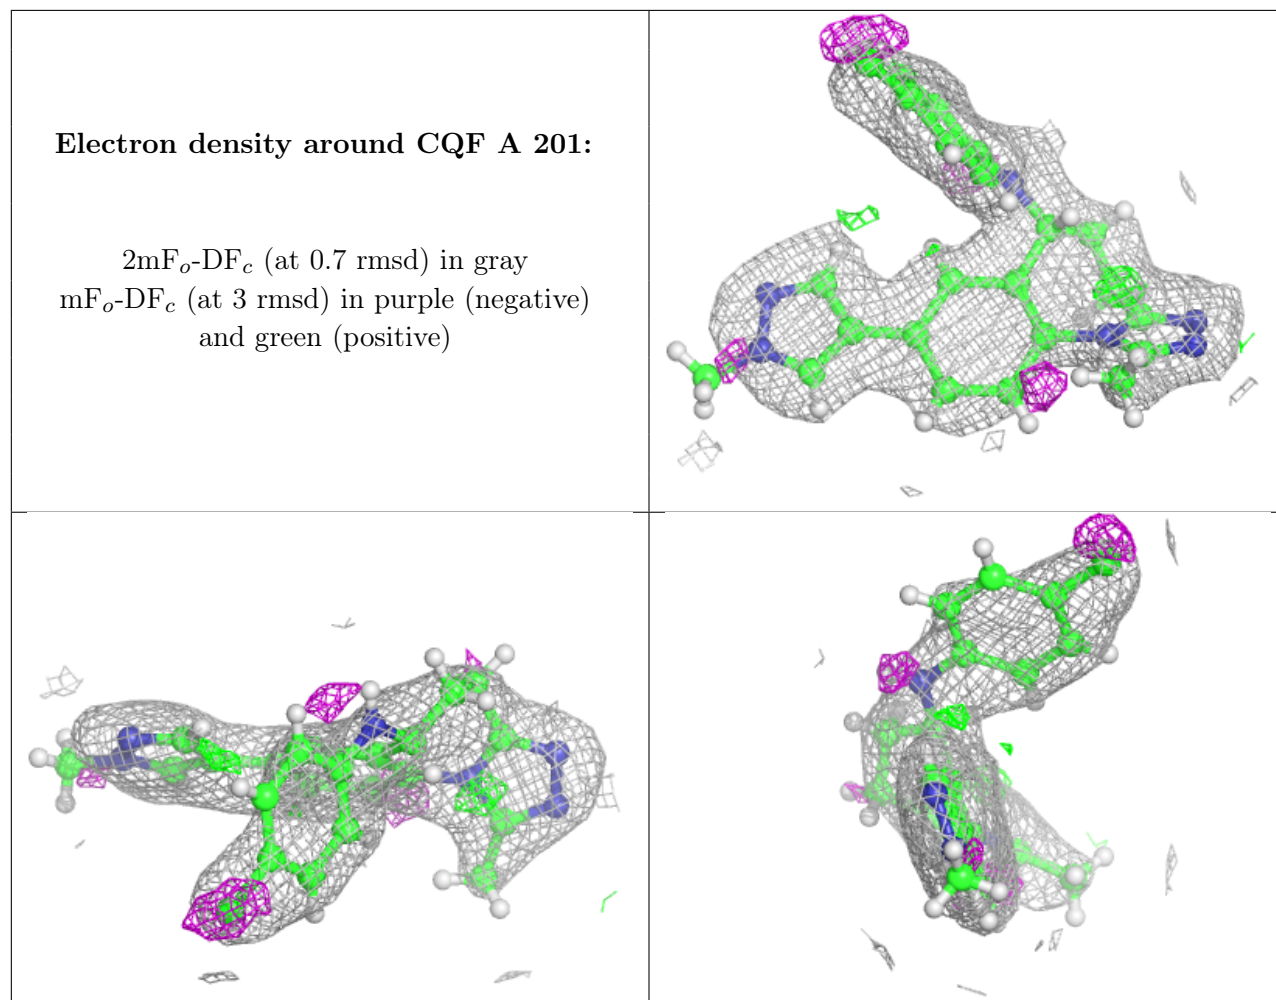 Electron density around CQF A 201:
2mFo-DFc (at 0.7 rmsd) in gray
mFo-DFc (at 3 rmsd) in purple (negative)
and green (positive)